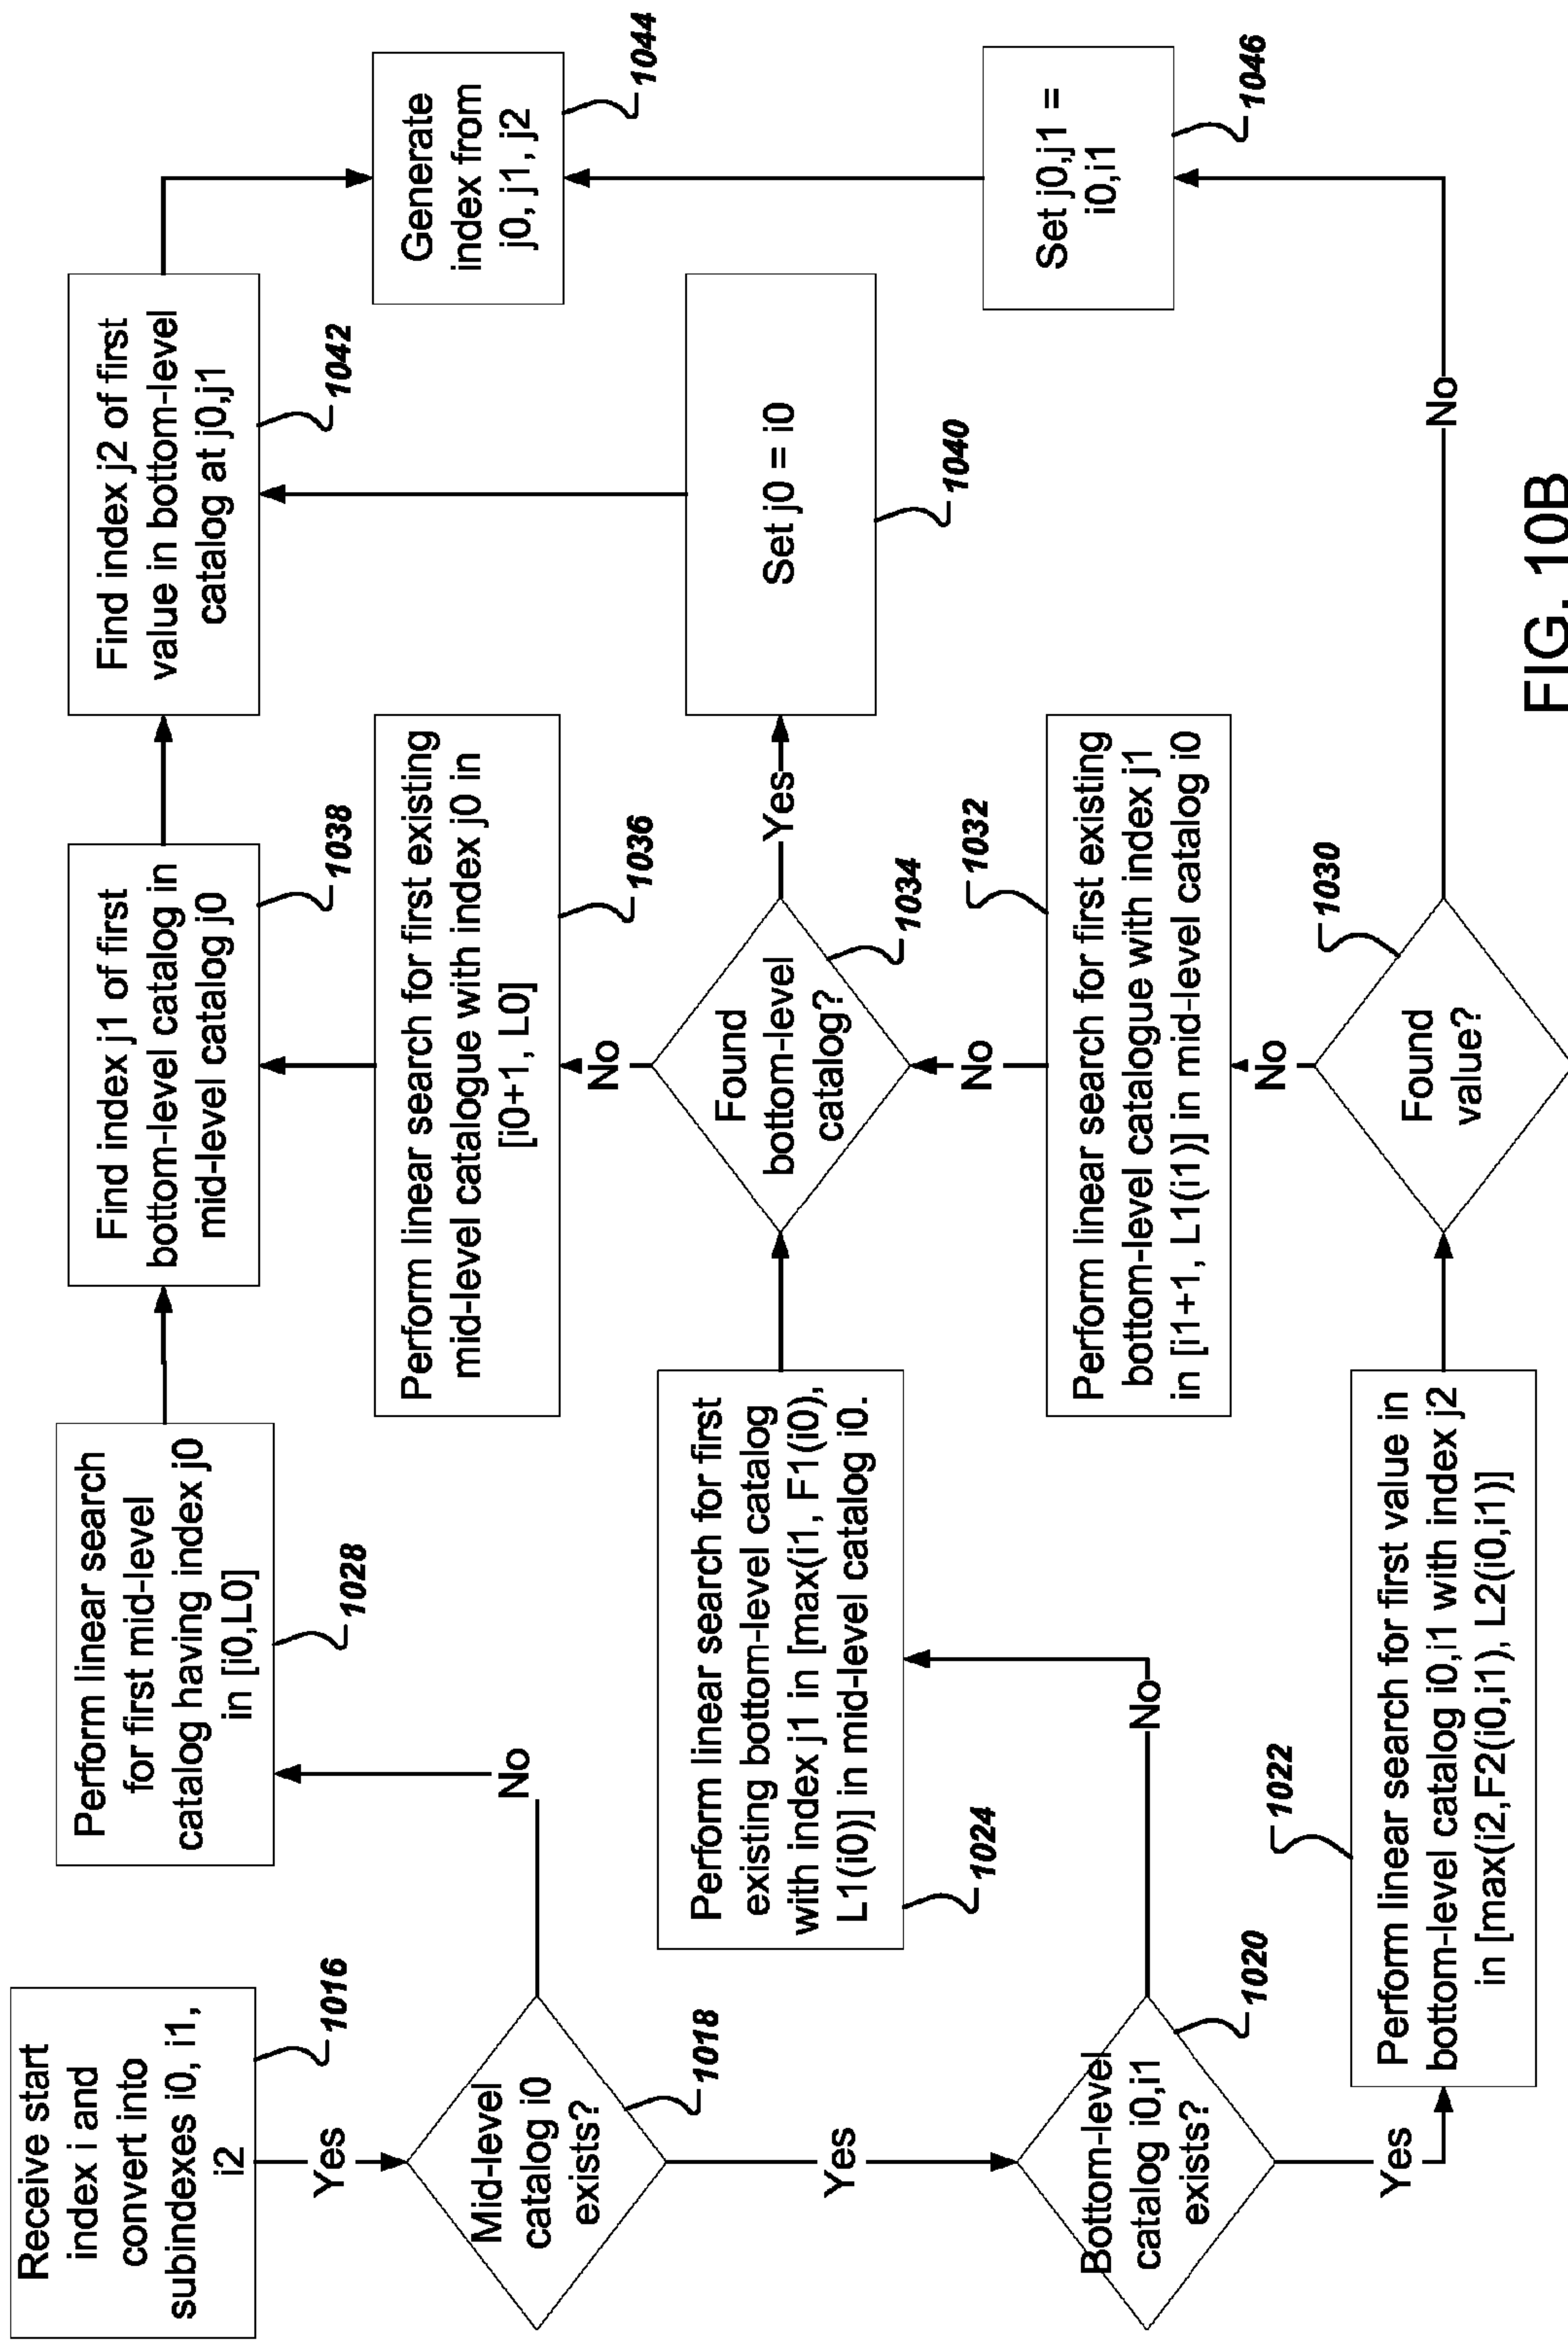 Receive start
index i and
convert into
subindexes i0, i1,
i2
1016
Yes
Mid-level
catalog i0
exists?
1018
No
Perform linear search
for first mid-level
catalog having index j0
in [i0,L0]
1028
Find index j1 of first
bottom-level catalog in
mid-level catalog j0
1038
Find index j2 of first
value in bottom-level
catalog at j0,j1
1042
Generate
index from
j0, j1, j2
1044
Perform linear search for first existing
mid-level catalogue with index j0 in
[i0+1, L0]
1036
No
Yes
Perform linear search for first
existing bottom-level catalog
with index j1 in [max(i1, F1(i0),
L1(i0)] in mid-level catalog i0.
1024
Found
bottom-level
catalog?
1034
Yes
Set j0 = i0
1040
No
Bottom-level
catalog i0,i1
exists?
1020
No
Perform linear search for first existing
bottom-level catalogue with index j1
in [i1+1, L1(i1)] in mid-level catalog i0
1032
Set j0,j1 =
i0,i1
1046
No
Yes
Perform linear search for first value in
bottom-level catalog i0,i1 with index j2
in [max(i2,F2(i0,i1), L2(i0,i1)]
1022
Found
value?
1030
No
FIG. 10B